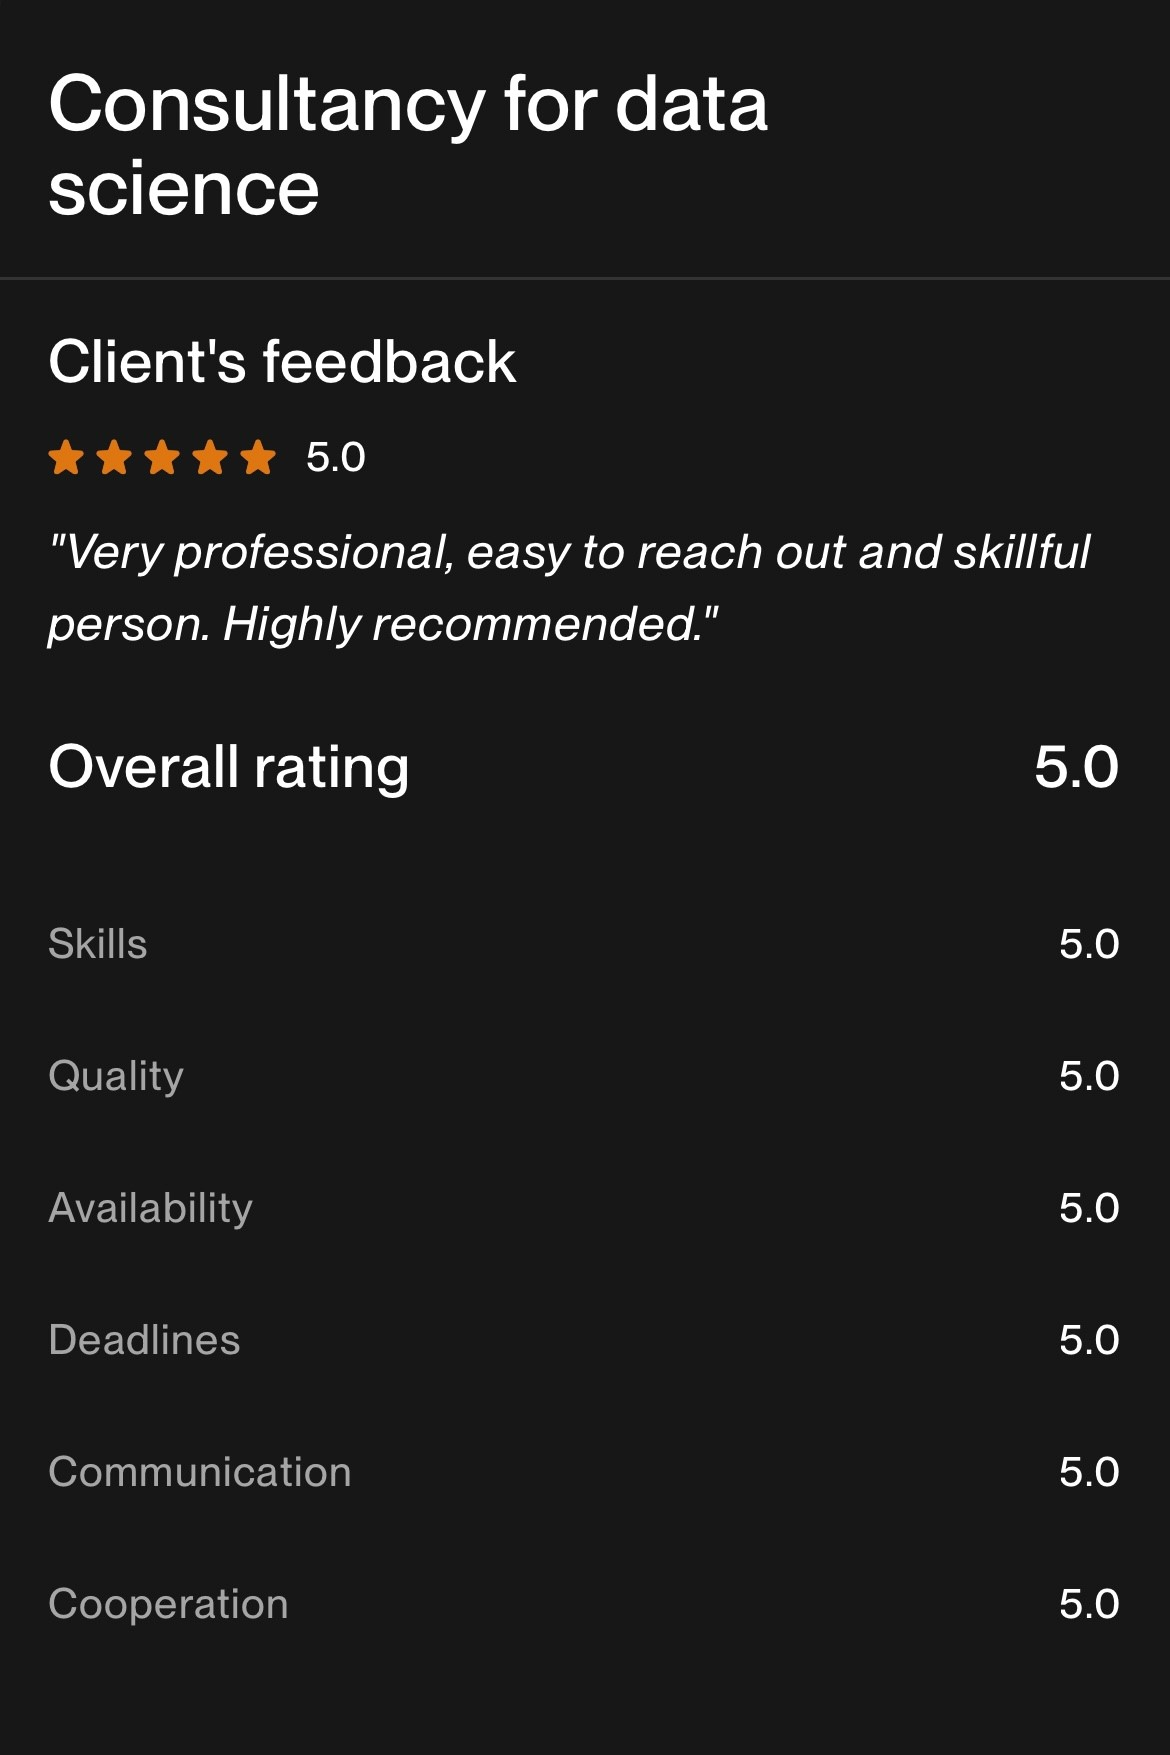 Consultancy for data
science
Client's feedback
5.0
"Very professional, easy to reach out and skillful
person. Highly recommended."
Overall rating 5.0
Skills 5.0
Quality 5.0
Availability 5.0
Deadlines 5.0
Communication 5.0
Cooperation 5.0